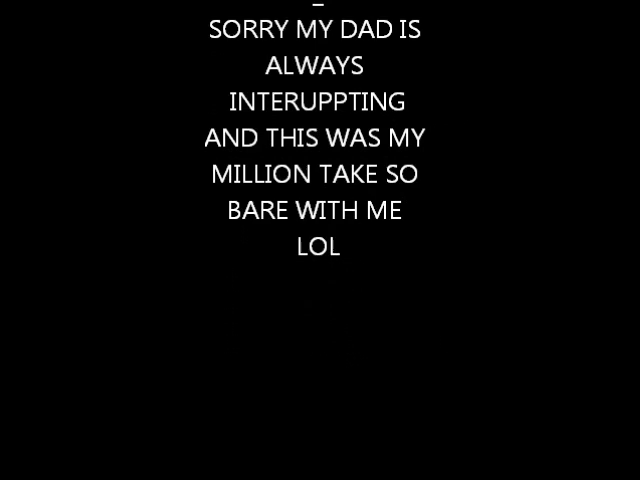 SORRY MY DAD IS
ALWAYS
INTERUPPTING
AND THIS WAS MY
MILLION TAKE SO
BARE WITH ME
LOL